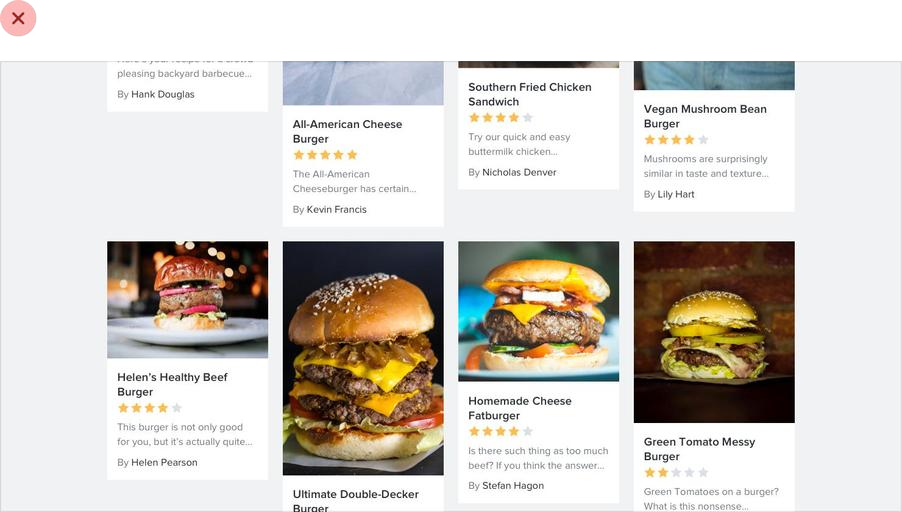 pleasing backyard barbecue...
By Hank Douglas
All-American Cheese
Burger
The All-American
Cheeseburger has certain...
By Kevin Francis
Southern Fried Chicken
Sandwich
Try our quick and easy
buttermilk chicken...
By Nicholas Denver
Vegan Mushroom Bean
Burger
Mushrooms are surprisingly
similar in taste and texture...
By Lily Hart
Helen's Healthy Beef
Burger
This burger is not only good
for you, but it's actually quite...
By Helen Pearson
Ultimate Double-Decker
Burger
Homemade Cheese
Fatburger
Is there such thing as too much
beef? If you think the answer...
By Stefan Hagon
Green Tomato Messy
Burger
Green Tomatoes on a burger?
What is this nonsense...